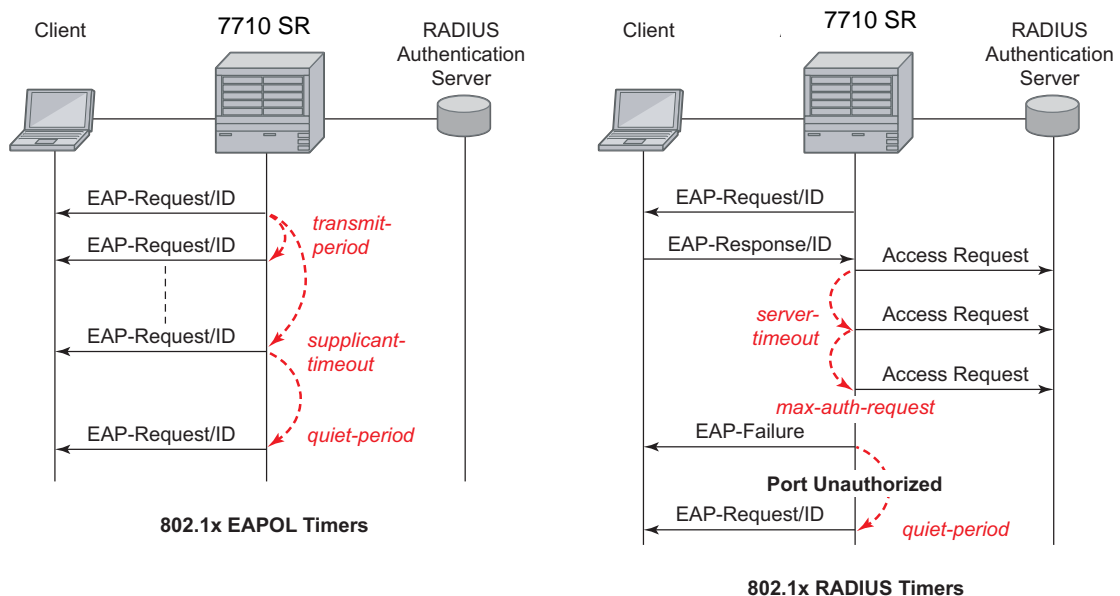 Client
7710 SR
RADIUS
Authentication
Server
EAP-Request/ID
transmit-
period
EAP-Request/ID
EAP-Request/ID
supplicant-
timeout
EAP-Request/ID
quiet-period
802.1x EAPOL Timers
Client
7710 SR
RADIUS
Authentication
Server
EAP-Request/ID
EAP-Response/ID
Access Request
server-
timeout
Access Request
Access Request
max-auth-request
EAP-Failure
Port Unauthorized
EAP-Request/ID
quiet-period
802.1x RADIUS Timers